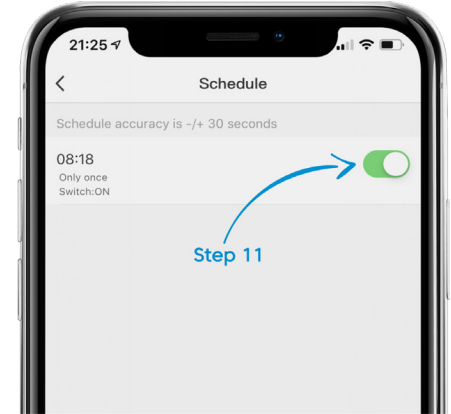 21:25
Schedule
Schedule accuracy is -/+ 30 seconds
08:18
Only once
Switch:ON
Step 11